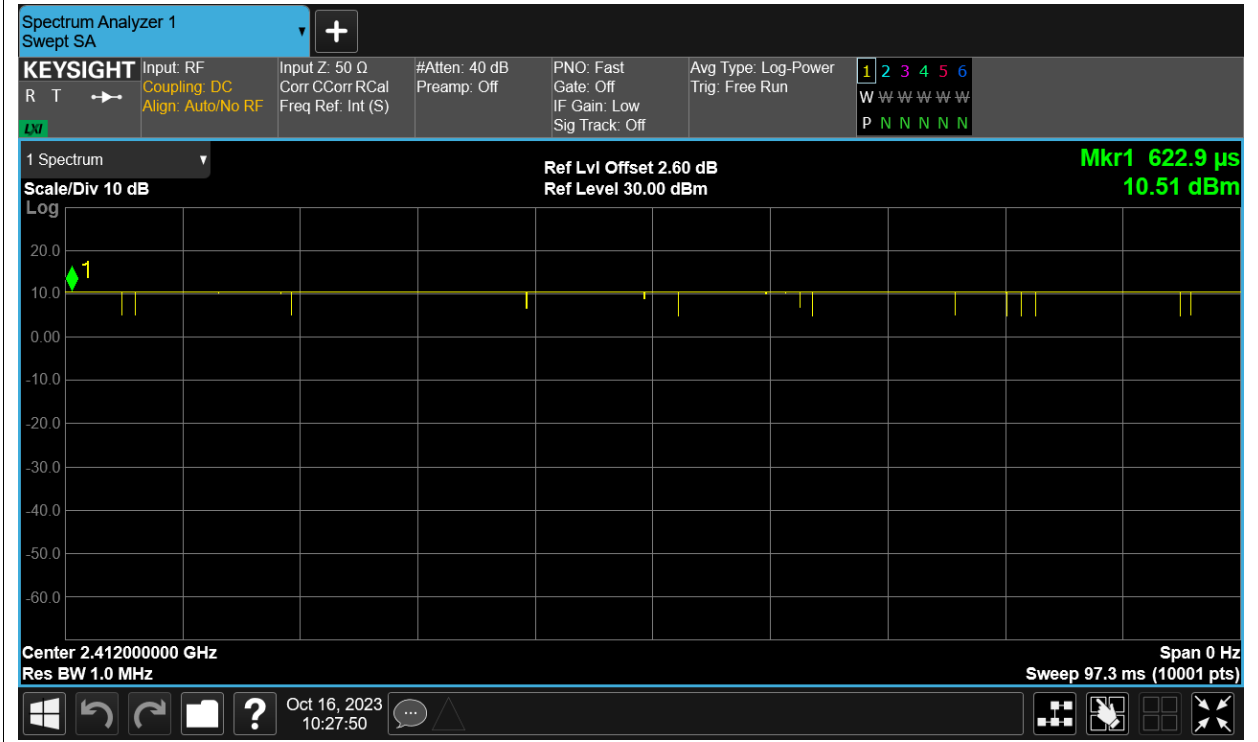 Spectrum Analyzer 1
Swept SA
KEYSIGHT
R T
LXI
Input: RF
Coupling: DC
Align: Auto/No RF
Input Z: 50 Ω
Corr CCorr RCal
Freq Ref: Int (S)
#Atten: 40 dB
Preamp: Off
PNO: Fast
Gate: Off
IF Gain: Low
Sig Track: Off
Avg Type: Log-Power
Trig: Free Run
1 2 3 4 5 6
W W W W W W
P N N N N N
1 Spectrum
Scale/Div 10 dB
Log
Ref Lvl Offset 2.60 dB
Ref Level 30.00 dBm
Mkr1 622.9 µs
10.51 dBm
20.0
1
10.0
0.00
-10.0
-20.0
-30.0
-40.0
-50.0
-60.0
Center 2.412000000 GHz
Res BW 1.0 MHz
Span 0 Hz
Sweep 97.3 ms (10001 pts)
?
Oct 16, 2023
10:27:50